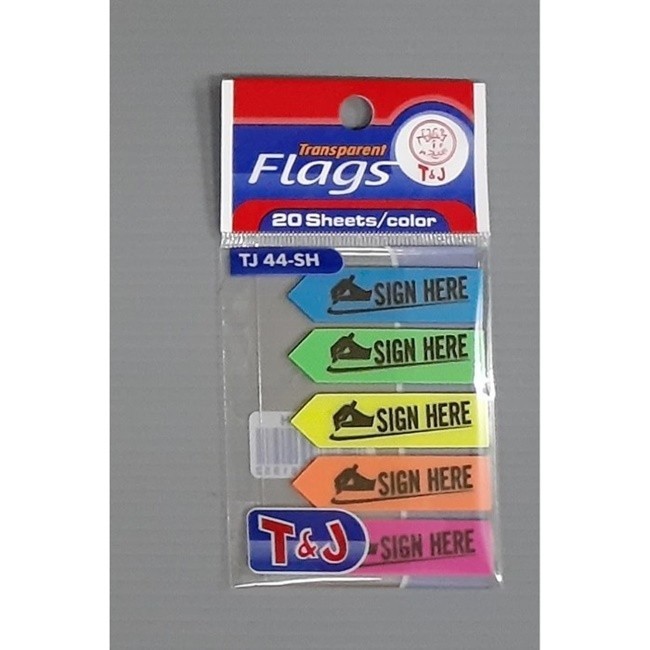 Transparent
Flags
T&J
20 Sheets/color
TJ 44-SH
SIGN HERE
SIGN HERE
SIGN HERE
SIGN HERE
SIGN HERE
T&J